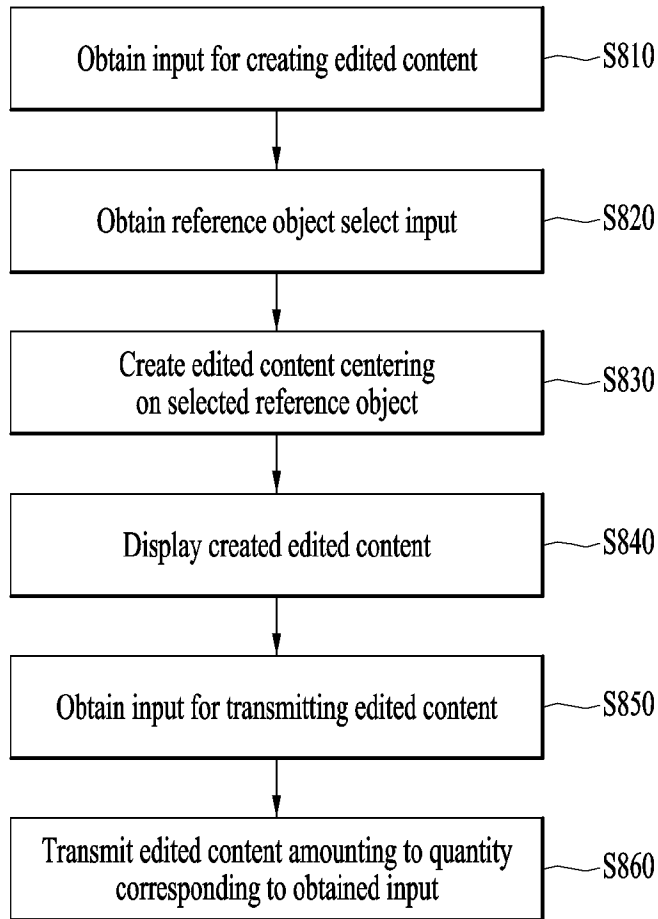 Obtain input for creating edited content
S810
Obtain reference object select input
S820
Create edited content centering
on selected reference object
S830
Display created edited content
S840
Obtain input for transmitting edited content
S850
Transmit edited content amounting to quantity
corresponding to obtained input
S860